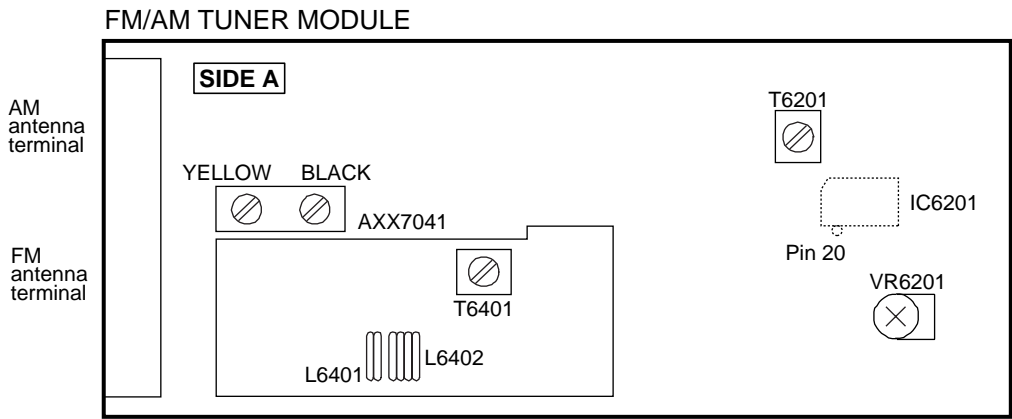 FM/AM TUNER MODULE
SIDE A
AM
antenna
terminal
T6201
YELLOW BLACK
AXX7041
IC6201
FM
antenna
terminal
Pin 20
T6401
VR6201
L6401
L6402